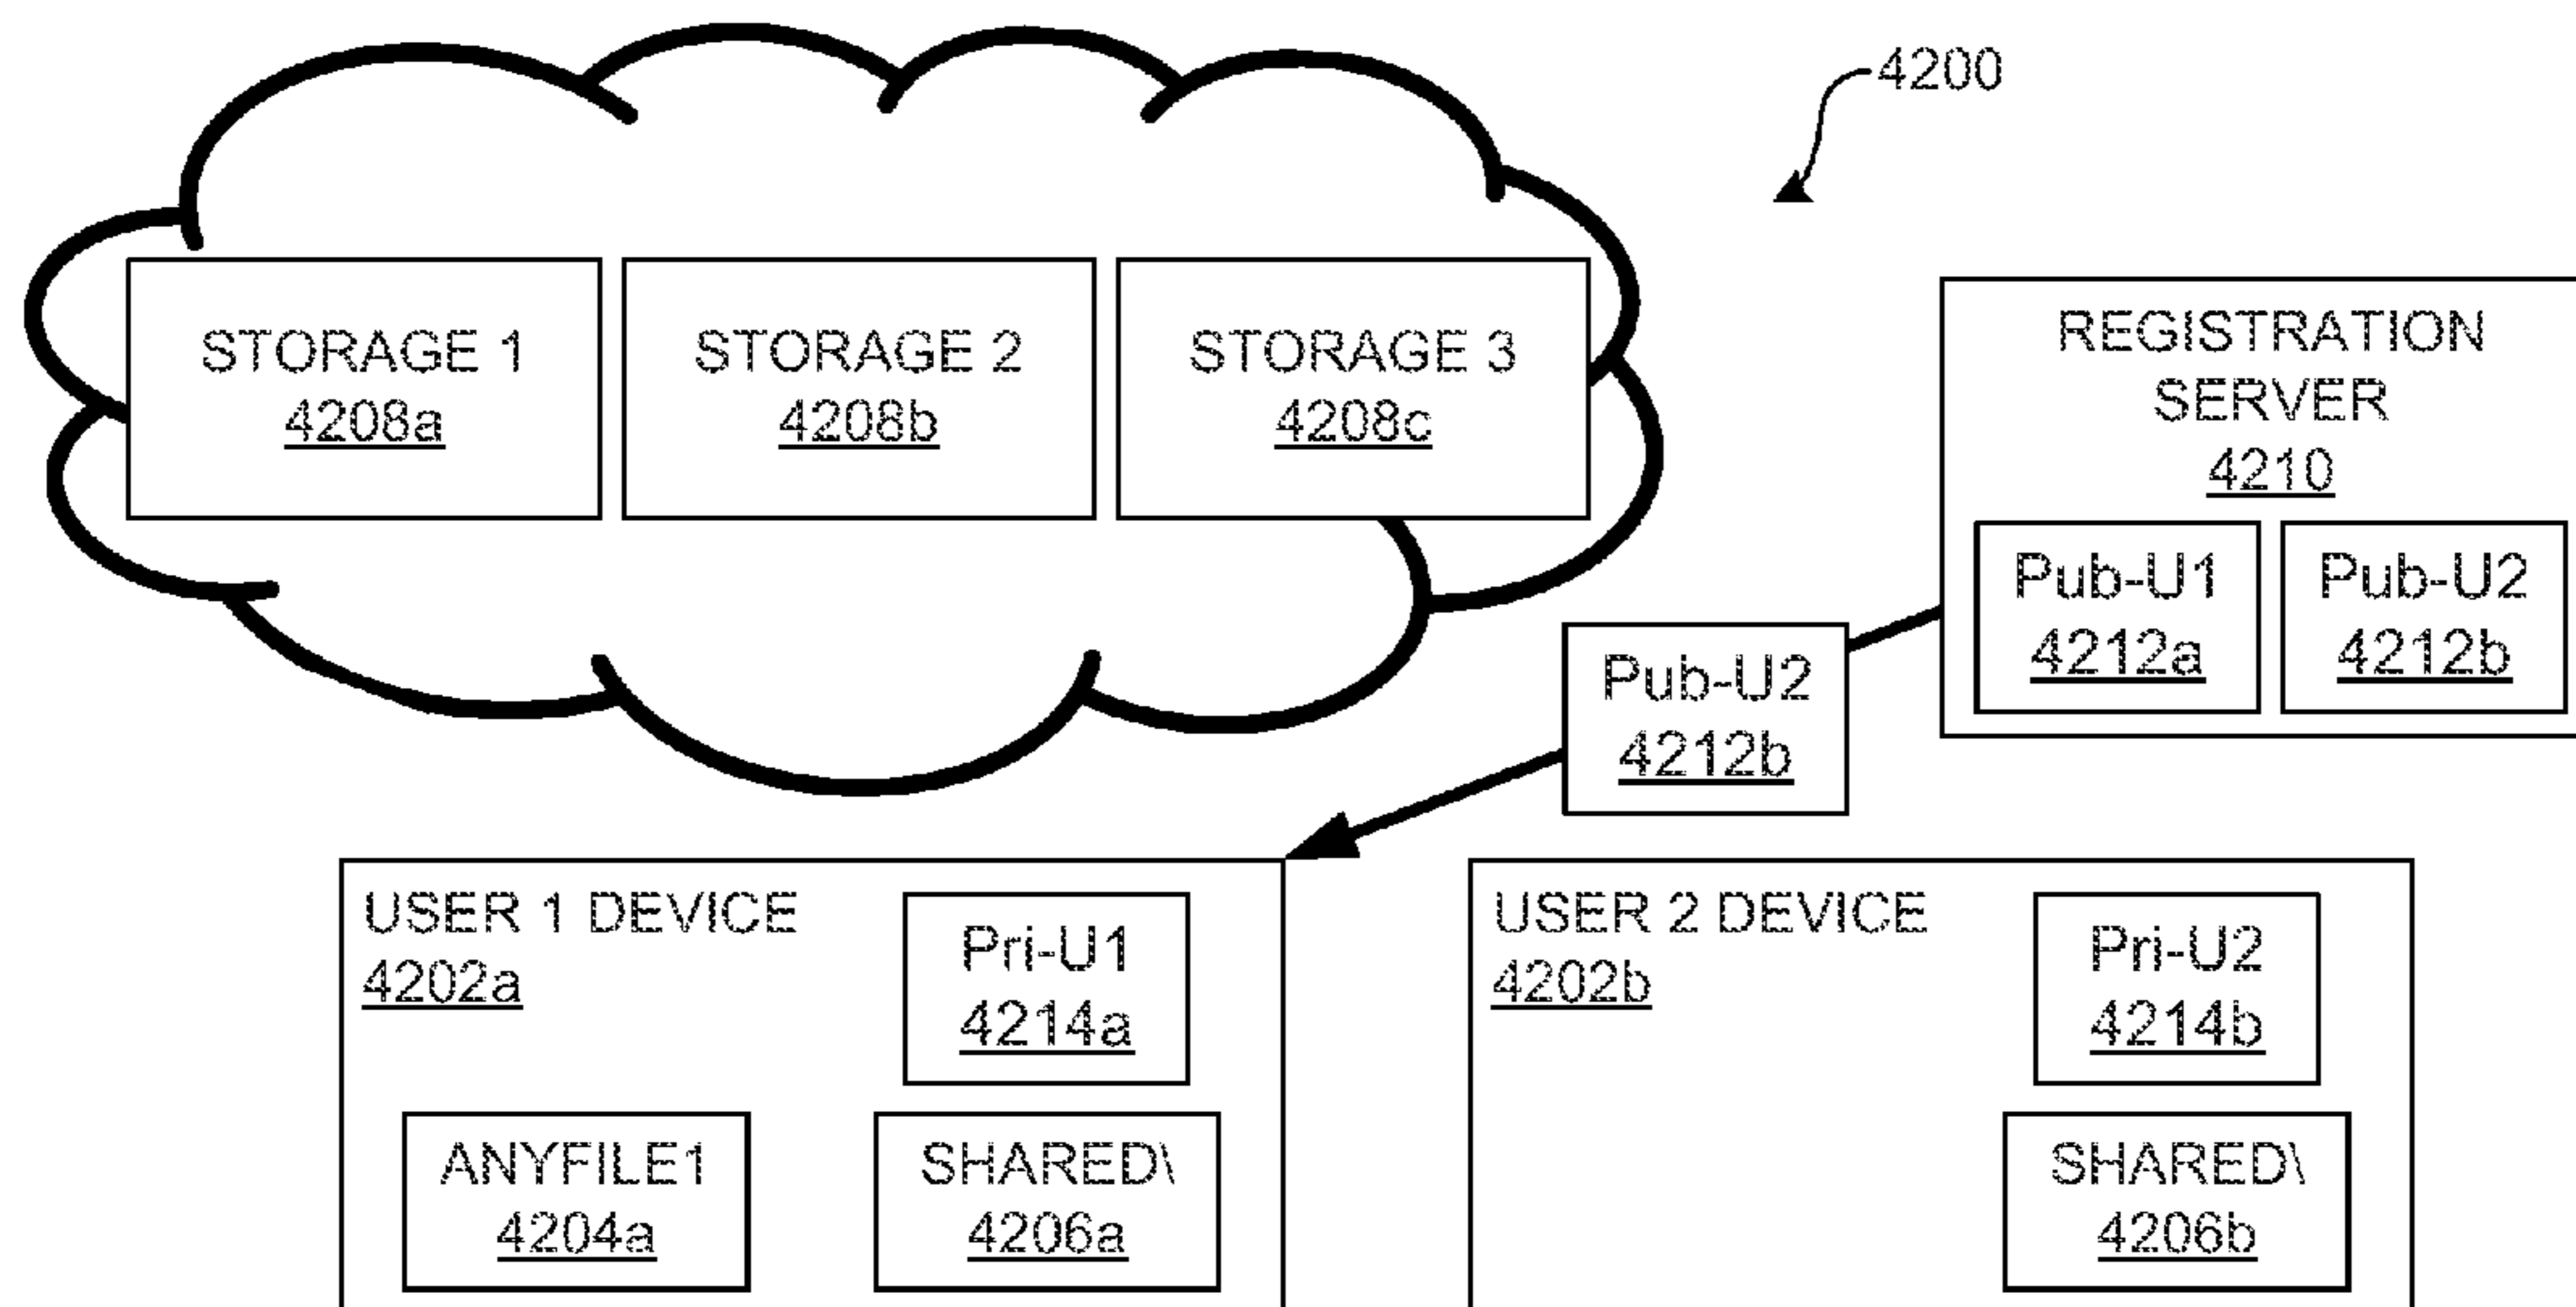 4200
STORAGE 1
4208a
STORAGE 2
4208b
STORAGE 3
4208c
REGISTRATION
SERVER
4210
Pub-U1
4212a
Pub-U2
4212b
Pub-U2
4212b
USER 1 DEVICE
4202a
Pri-U1
4214a
ANYFILE1
4204a
SHARED\
4206a
USER 2 DEVICE
4202b
Pri-U2
4214b
SHARED\
4206b